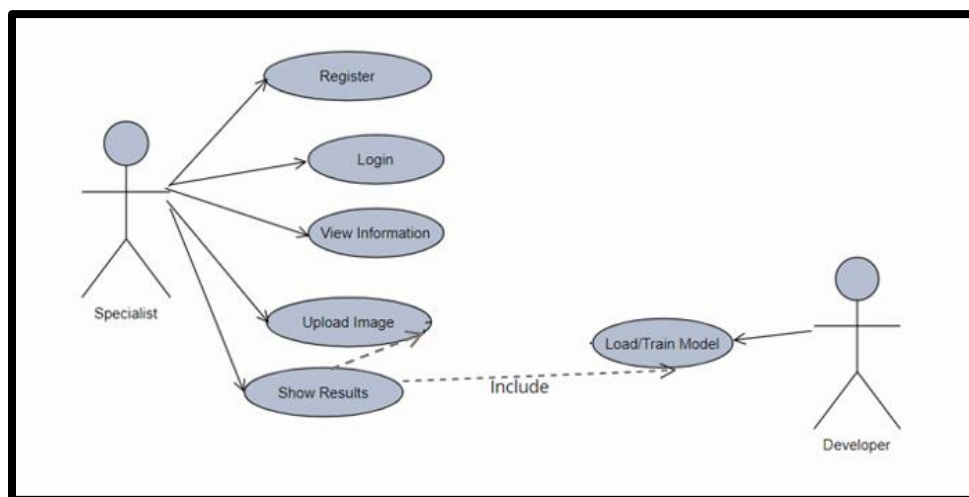 Register
Login
View Information
Specialist
Upload Image
Load/Train Model
Show Results
Include
Developer